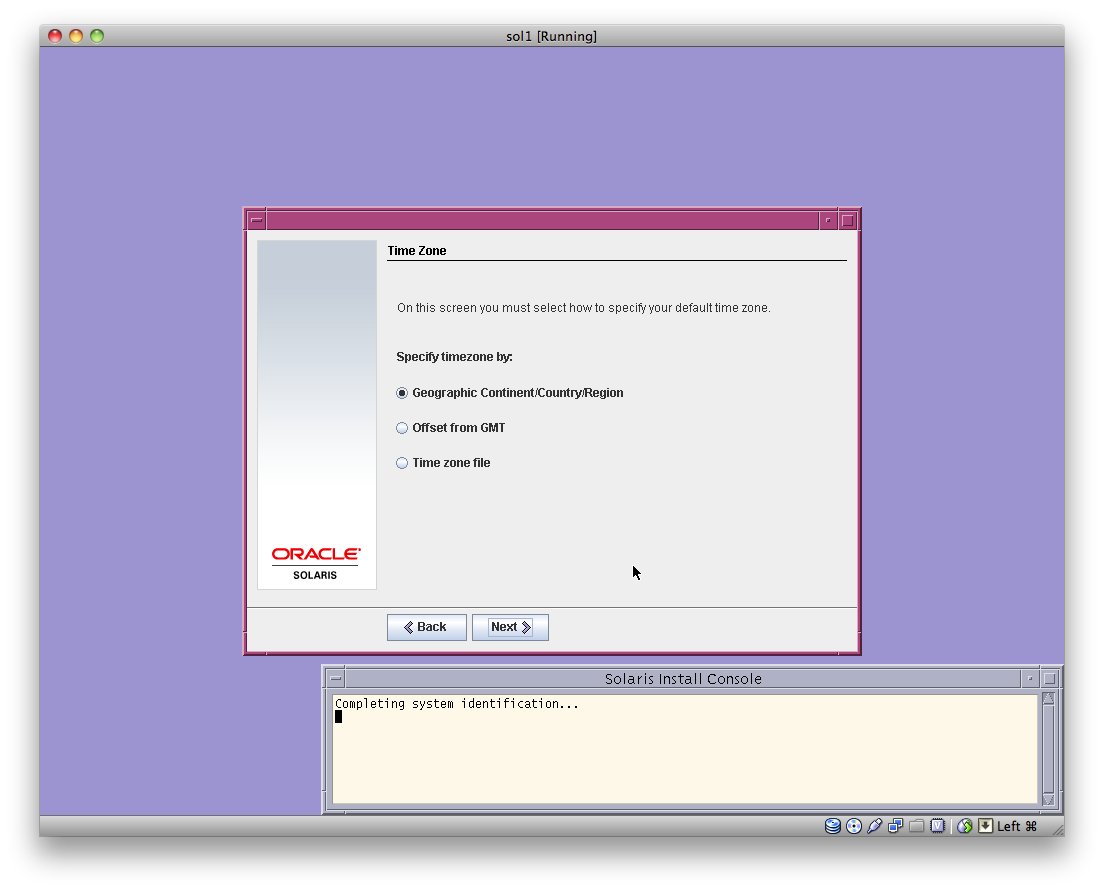 sol1 [Running]
Time Zone
On this screen you must select how to specify your default time zone.
Specify timezone by:
Geographic Continent/Country/Region
Offset from GMT
Time zone file
ORACLE
SOLARIS
Back
Next
Solaris Install Console
Completing system identification...
Left ⌘